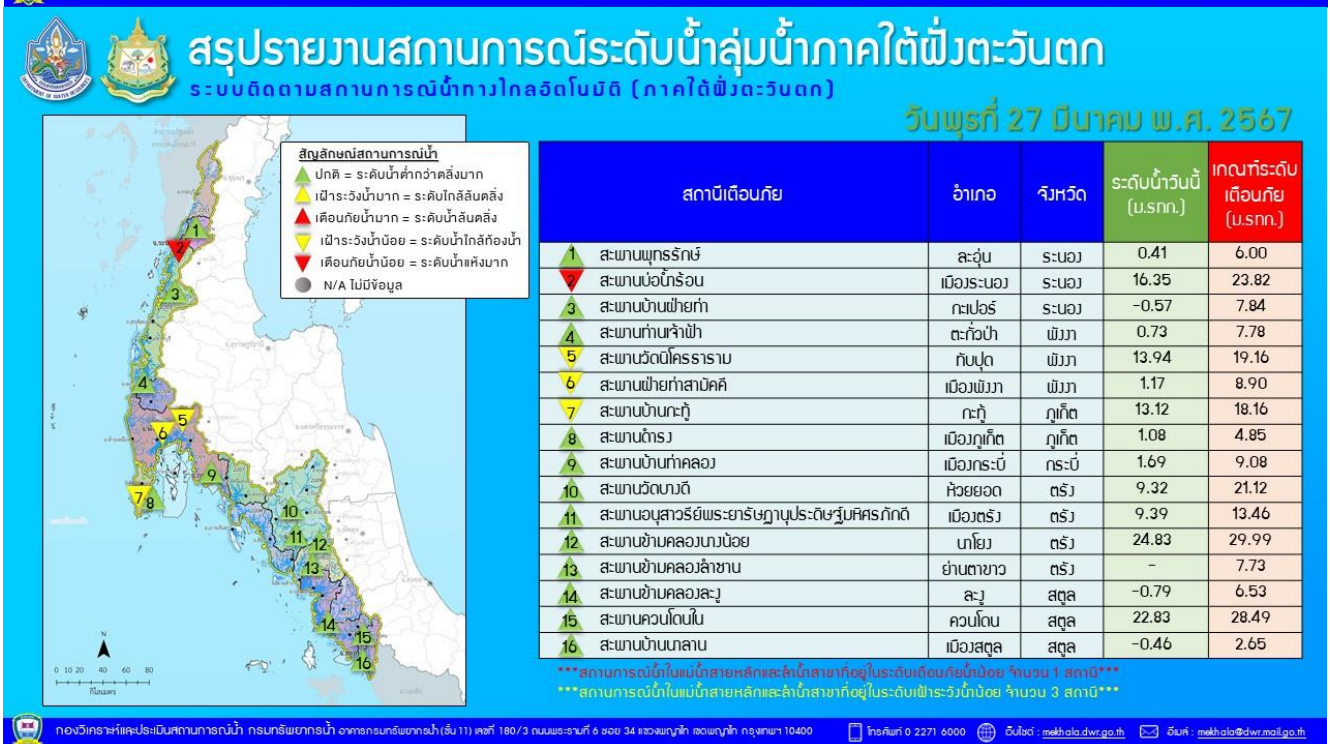 สรุปรายงานสถานการณ์ระดับน้ำลุ่มน้ำภาคใต้ฝั่งตะวันตก
ระบบติดตามสถานการณ์น้ำทางไกลอัตโนมัติ (ภาคใต้ฝั่งตะวันตก)
วันพุธที่ 27 มีนาคม พ.ศ. 2567
สัญลักษณ์สถานการณ์น้ำ
ปกติ = ระดับน้ำต่ำกว่าตลิ่งมาก
เฝ้าระวังน้ำมาก = ระดับใกล้ล้นตลิ่ง
เตือนภัยน้ำมาก = ระดับน้ำล้นตลิ่ง
เฝ้าระวังน้ำน้อย = ระดับน้ำใกล้ท้องน้ำ
เตือนภัยน้ำน้อย = ระดับน้ำแห้งมาก
N/A ไม่มีข้อมูล
1
2
3
4
5
6
7 8
9
10
11 12
13
14
15
16
N
0 10 20 40 60 80
กิโลเมตร
สถานีเตือนภัย อำเภอ จังหวัด ระดับน้ำวันนี้ (ม.รทก.) เกณฑ์ระดับเตือนภัย (ม.รทก.)
1 สะพานพุทธรักษ์ ละอุ่น ระนอง 0.41 6.00
2 สะพานบ่อน้ำร้อน เมืองระนอง ระนอง 16.35 23.82
3 สะพานบ้านฝ่ายท่า กะเปอร์ ระนอง -0.57 7.84
4 สะพานท่านเจ้าฟ้า ตะกั่วป่า พังงา 0.73 7.78
5 สะพานวัดนิโครธาราม ทับปุด พังงา 13.94 19.16
6 สะพานฝ่ายท่าสามัคคี เมืองพังงา พังงา 1.17 8.90
7 สะพานบ้านกะทู้ กะทู้ ภูเก็ต 13.12 18.16
8 สะพานดำรง เมืองภูเก็ต ภูเก็ต 1.08 4.85
9 สะพานบ้านท่าคลอง เมืองกระบี่ กระบี่ 1.69 9.08
10 สะพานวัดบางดี ห้วยยอด ตรัง 9.32 21.12
11 สะพานอนุสาวรีย์พระยารัษฎานุประดิษฐ์มหิศรภักดี เมืองตรัง ตรัง 9.39 13.46
12 สะพานข้ามคลองนางน้อย นาโยง ตรัง 24.83 29.99
13 สะพานข้ามคลองลำชาน ย่านตาขาว ตรัง - 7.73
14 สะพานข้ามคลองละงู ละงู สตูล -0.79 6.53
15 สะพานควนโดนใน ควนโดน สตูล 22.83 28.49
16 สะพานบ้านนาลาน เมืองสตูล สตูล -0.46 2.65
***สถานการณ์น้ำในแม่น้ำสายหลักและลำน้ำสาขาที่อยู่ในระดับเตือนภัยน้ำน้อย จำนวน 1 สถานี***
***สถานการณ์น้ำในแม่น้ำสายหลักและลำน้ำสาขาที่อยู่ในระดับเฝ้าระวังน้ำน้อย จำนวน 3 สถานี***
กองวิเคราะห์และประเมินสถานการณ์น้ำ กรมทรัพยากรน้ำ อาคารกรมทรัพยากรน้ำ(ชั้น 11) เลขที่ 180/3 ถนนพระรามที่ 6 ซอย 34 แขวงพญาไท เขตพญาไท กรุงเทพฯ 10400 โทรศัพท์ 0 2271 6000 เว็บไซต์ : mekhala.dwr.go.th อีเมล์ : mekhala@dwr.mail.go.th